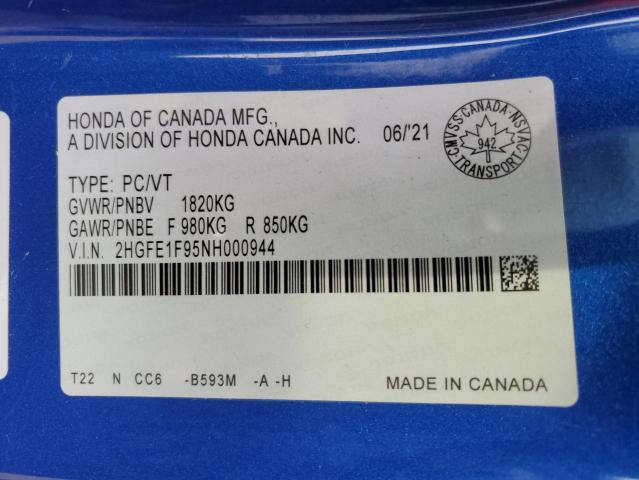 HONDA OF CANADA MFG.,
A DIVISION OF HONDA CANADA INC. 06/'21
CMVSS·CANADA·NSVAC
942
TRANSPORT
TYPE: PC/VT
GVWR/PNBV 1820KG
GAWR/PNBE F 980KG R 850KG
V.I.N. 2HGFE1F95NH000944
T22 N CC6 -B593M -A -H
MADE IN CANADA